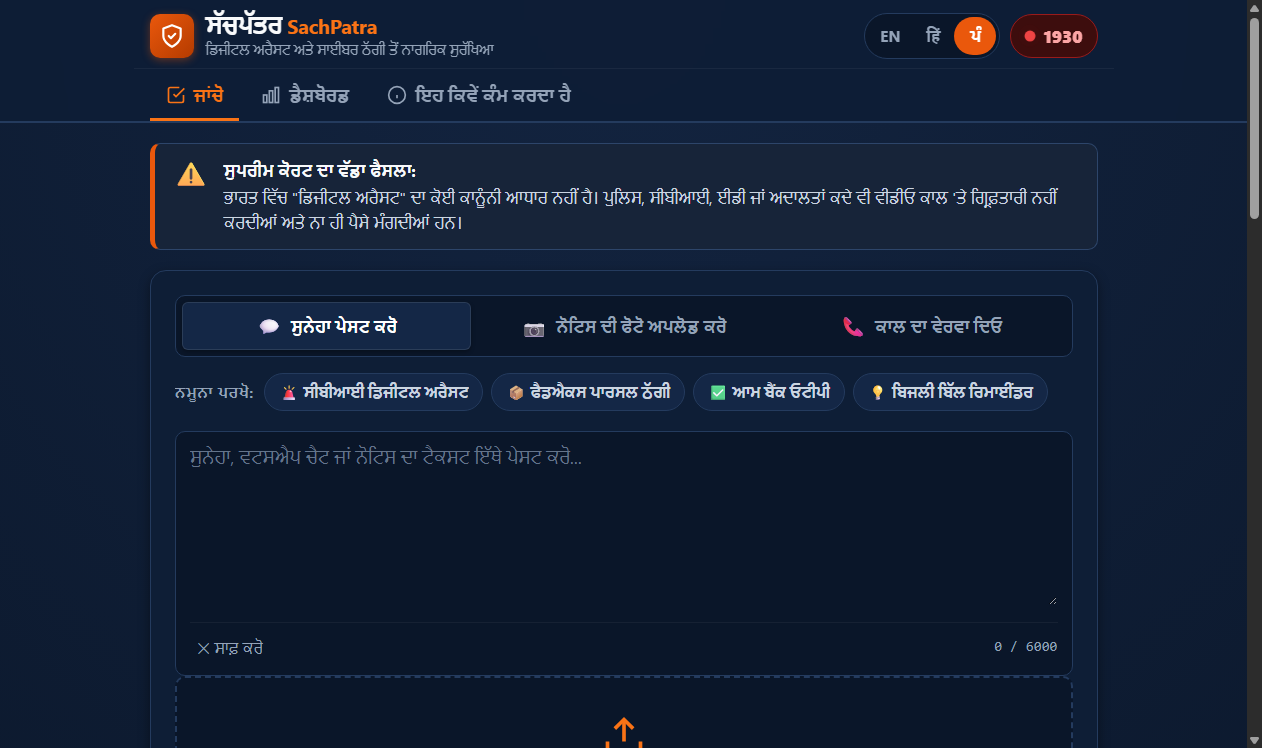 ਸੱਚਪੱਤਰ SachPatra
ਡਿਜੀਟਲ ਅਰੈਸਟ ਅਤੇ ਸਾਈਬਰ ਠੱਗੀ ਤੋਂ ਨਾਗਰਿਕ ਸੁਰੱਖਿਆ
EN हिं ਪੰ 1930
ਜਾਂਚੋ ਡੈਸ਼ਬੋਰਡ ਇਹ ਕਿਵੇਂ ਕੰਮ ਕਰਦਾ ਹੈ
ਸੁਪਰੀਮ ਕੋਰਟ ਦਾ ਵੱਡਾ ਫੈਸਲਾ:
ਭਾਰਤ ਵਿੱਚ "ਡਿਜੀਟਲ ਅਰੈਸਟ" ਦਾ ਕੋਈ ਕਾਨੂੰਨੀ ਆਧਾਰ ਨਹੀਂ ਹੈ। ਪੁਲਿਸ, ਸੀਬੀਆਈ, ਈਡੀ ਜਾਂ ਅਦਾਲਤਾਂ ਕਦੇ ਵੀ ਵੀਡੀਓ ਕਾਲ 'ਤੇ ਗ੍ਰਿਫ਼ਤਾਰੀ ਨਹੀਂ
ਕਰਦੀਆਂ ਅਤੇ ਨਾ ਹੀ ਪੈਸੇ ਮੰਗਦੀਆਂ ਹਨ।
ਸੁਨੇਹਾ ਪੇਸਟ ਕਰੋ ਨੋਟਿਸ ਦੀ ਫੋਟੋ ਅਪਲੋਡ ਕਰੋ ਕਾਲ ਦਾ ਵੇਰਵਾ ਦਿਓ
ਨਮੂਨਾ ਪਰਖੋ: ਸੀਬੀਆਈ ਡਿਜੀਟਲ ਅਰੈਸਟ ਫੈਡਐਕਸ ਪਾਰਸਲ ਠੱਗੀ ਆਮ ਬੈਂਕ ਓਟੀਪੀ ਬਿਜਲੀ ਬਿੱਲ ਰਿਮਾਈਂਡਰ
ਸੁਨੇਹਾ, ਵਟਸਐਪ ਚੈਟ ਜਾਂ ਨੋਟਿਸ ਦਾ ਟੈਕਸਟ ਇੱਥੇ ਪੇਸਟ ਕਰੋ...
ਸਾਫ਼ ਕਰੋ 0 / 6000